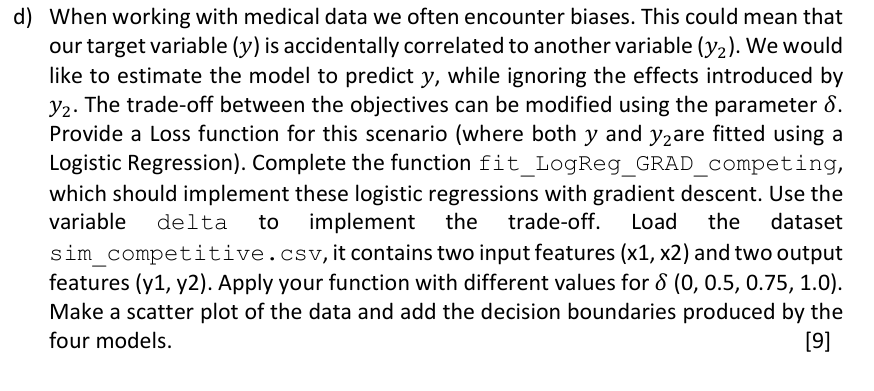 d) When working with medical data we often encounter biases. This could mean that
our target variable (y) is accidentally correlated to another variable (y₂). We would
like to estimate the model to predict y, while ignoring the effects introduced by
y₂. The trade-off between the objectives can be modified using the parameter δ.
Provide a Loss function for this scenario (where both y and y₂are fitted using a
Logistic Regression). Complete the function fit_LogReg_GRAD_competing,
which should implement these logistic regressions with gradient descent. Use the
variable delta to implement the trade-off. Load the dataset
sim_competitive.csv, it contains two input features (x1, x2) and two output
features (y1, y2). Apply your function with different values for δ (0, 0.5, 0.75, 1.0).
Make a scatter plot of the data and add the decision boundaries produced by the
four models. [9]